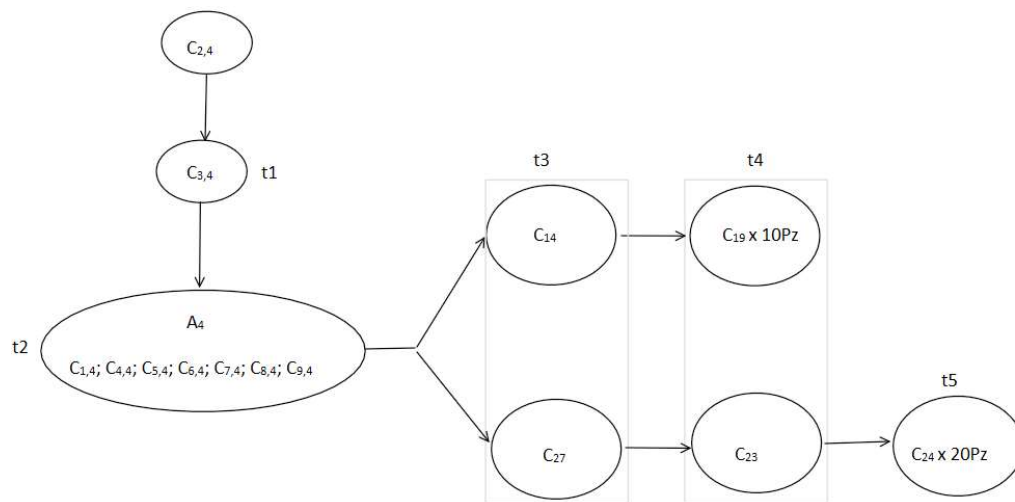 C₂,₄
C₃,₄
t1
t3
t4
C₁₄
C₁₉ x 10Pz
A₄
t2
C₁,₄; C₄,₄; C₅,₄; C₆,₄; C₇,₄; C₈,₄; C₉,₄
t5
C₂₇
C₂₃
C₂₄ x 20Pz